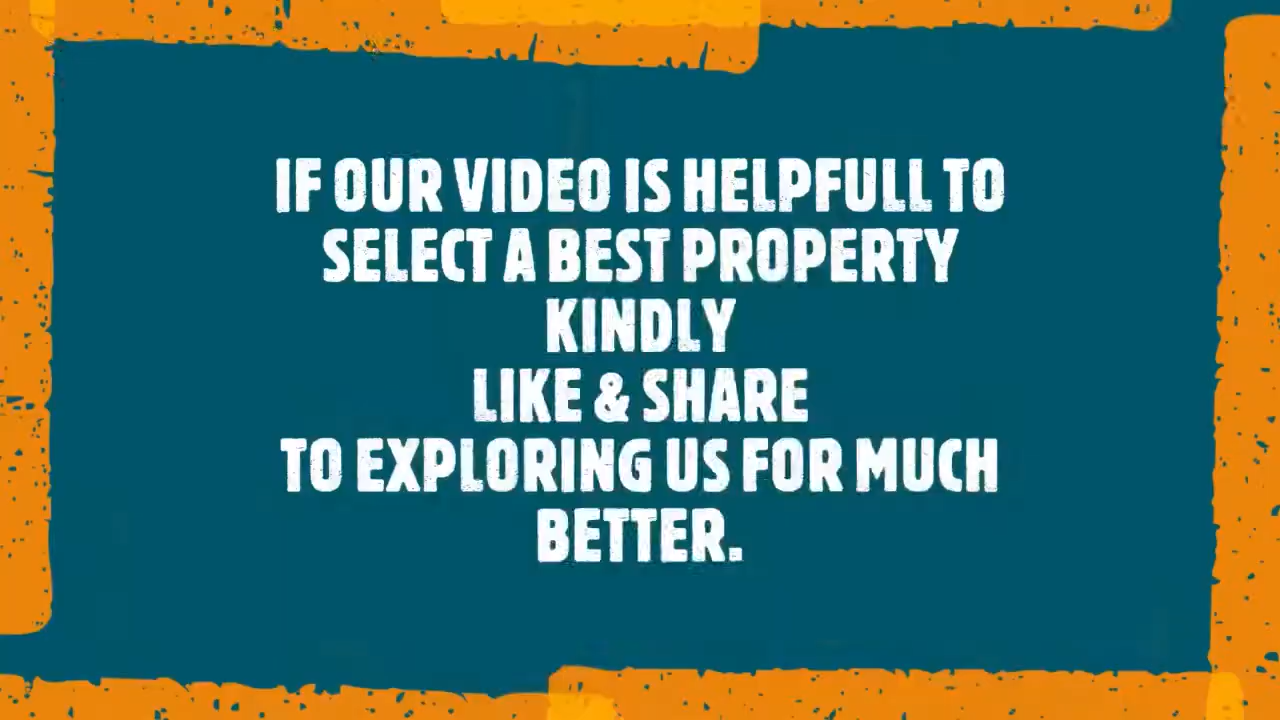 IF OUR VIDEO IS HELPFULL TO
SELECT A BEST PROPERTY
KINDLY
LIKE & SHARE
TO EXPLORING US FOR MUCH
BETTER.